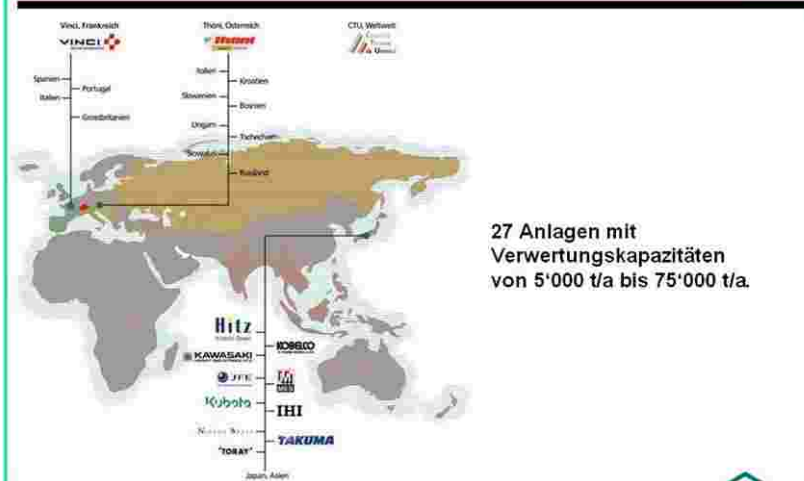 Vinci, Frankreich
VINCI
Spanien
Portugal
Italien
Grossbritanien
Thöni, Österreich
Thöni
Italien
Kroatien
Slowenien
Bosnien
Ungarn
Tschechien
Slowakei
Russland
CTU, Weltweit
27 Anlagen mit
Verwertungskapazitäten
von 5'000 t/a bis 75'000 t/a.
Hitz
KOBELCO
KAWASAKI
JFE
MES
Kubota
IHI
TAKUMA
"TORAY"
Japan, Asien